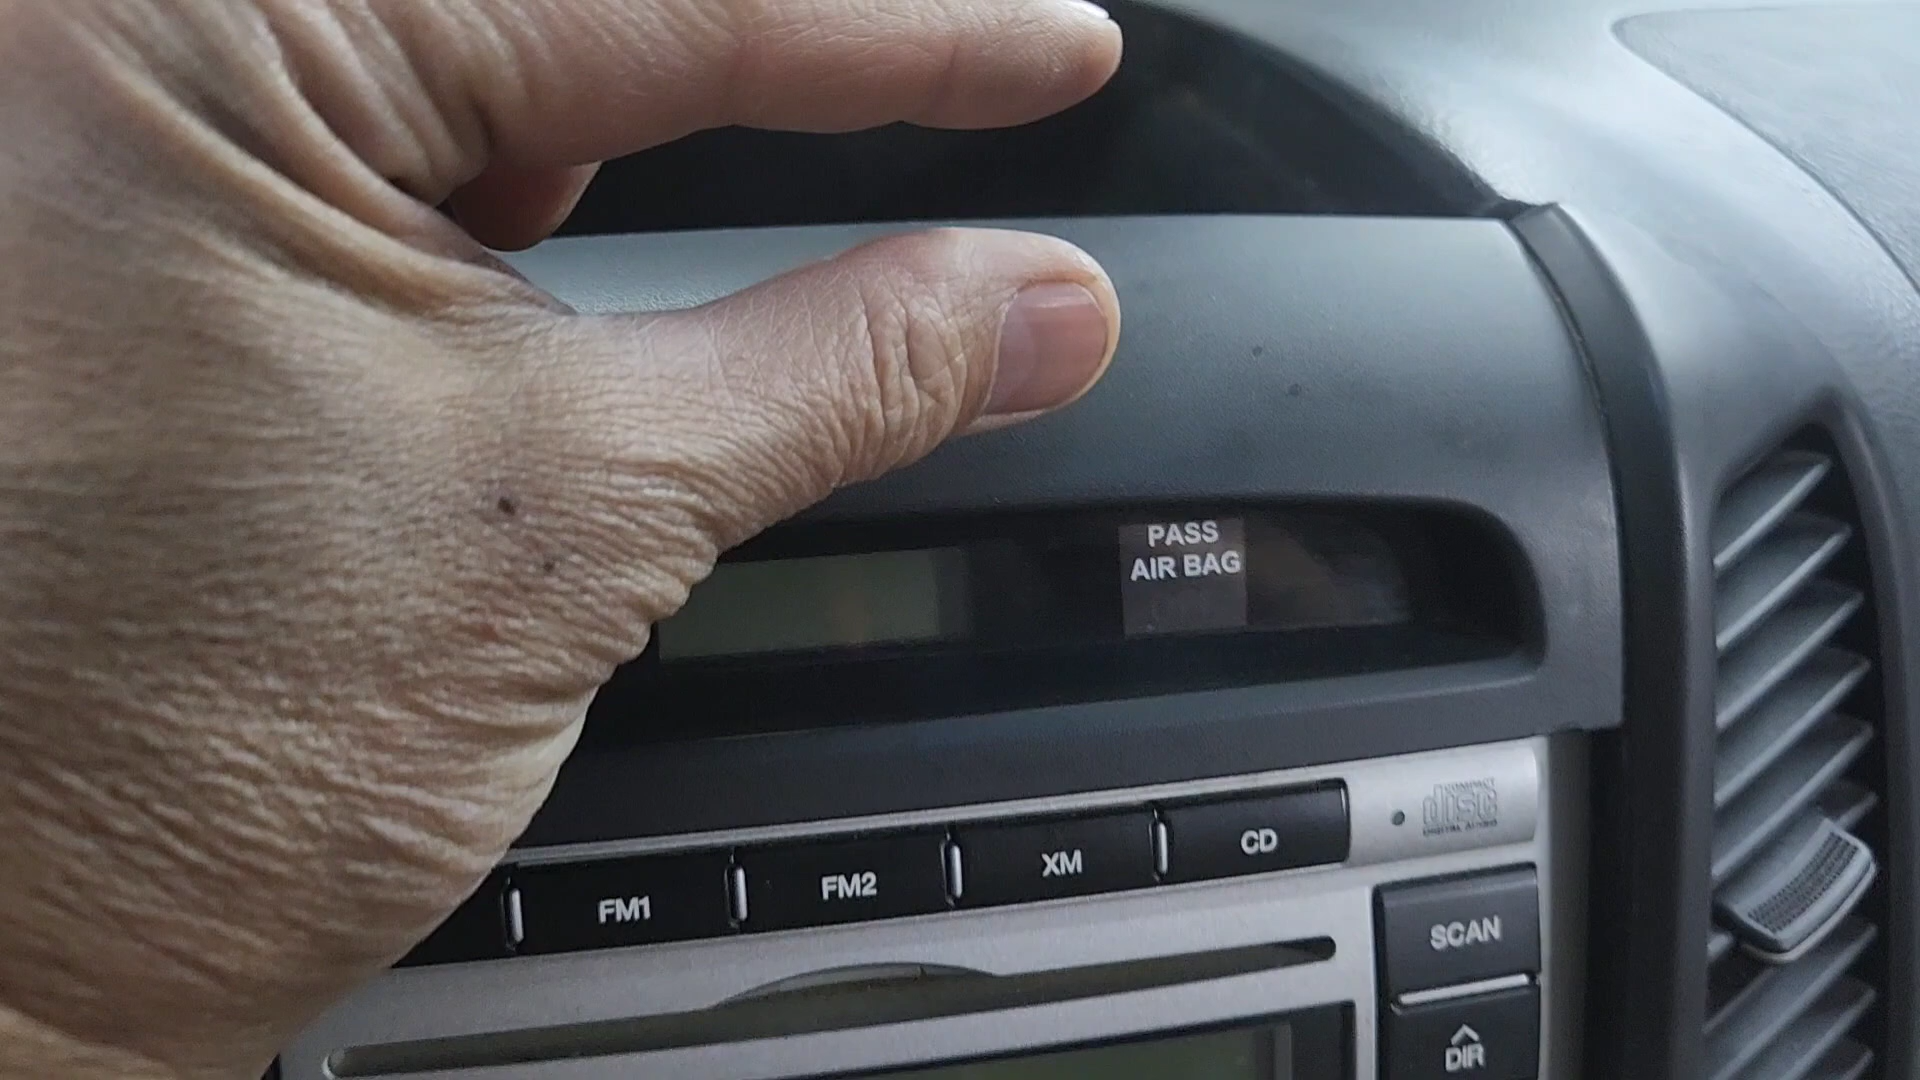 PASS
AIR BAG
FM1
FM2
XM
CD
COMPACT
disc
DIGITAL AUDIO
SCAN
DIR